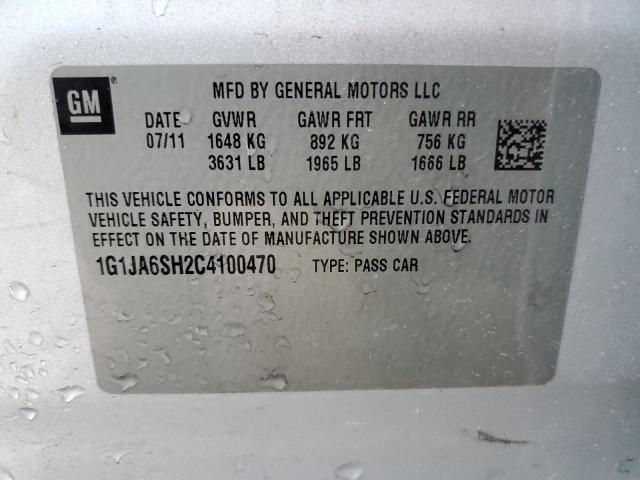 GM
MFD BY GENERAL MOTORS LLC
DATE GVWR GAWR FRT GAWR RR
07/11 1648 KG 892 KG 756 KG
3631 LB 1965 LB 1666 LB
THIS VEHICLE CONFORMS TO ALL APPLICABLE U.S. FEDERAL MOTOR
VEHICLE SAFETY, BUMPER, AND THEFT PREVENTION STANDARDS IN
EFFECT ON THE DATE OF MANUFACTURE SHOWN ABOVE.
1G1JA6SH2C4100470 TYPE: PASS CAR